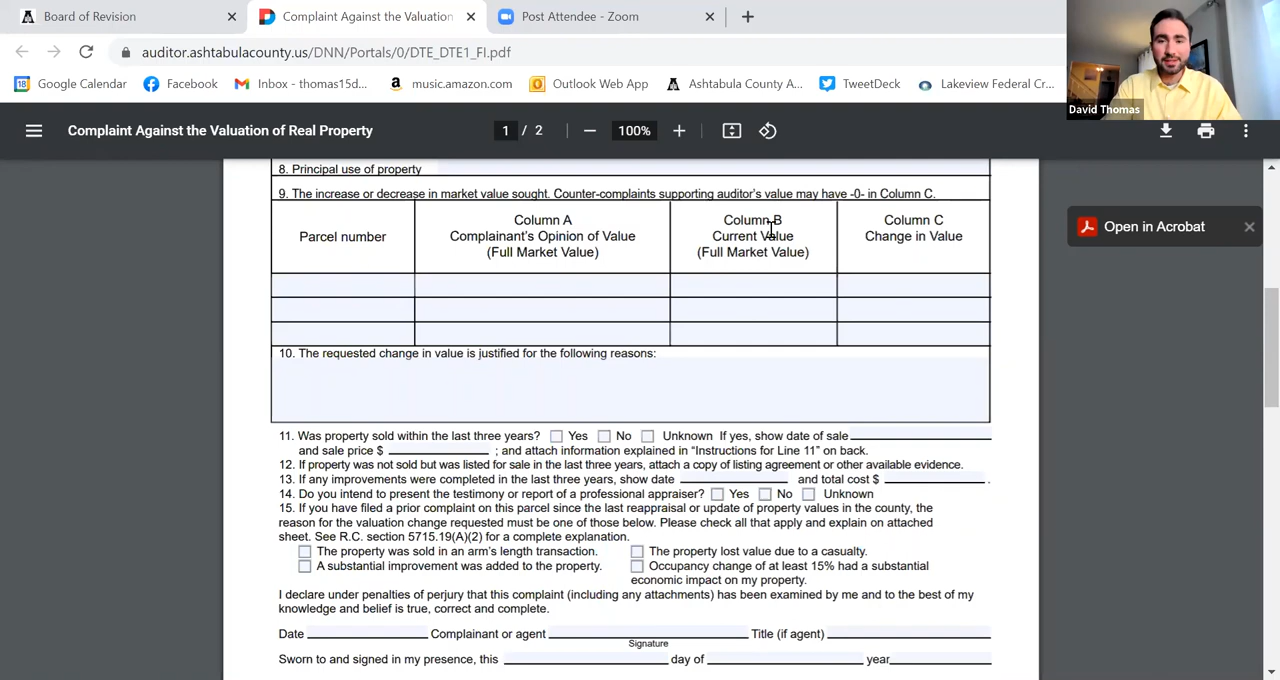 Board of Revision
Complaint Against the Valuation
Post Attendee - Zoom
auditor.ashtabulacounty.us/DNN/Portals/0/DTE_DTE1_FI.pdf
Google Calendar
Facebook
Inbox - thomas15d...
music.amazon.com
Outlook Web App
Ashtabula County A...
TweetDeck
Lakeview Federal Cr...
David Thomas
Complaint Against the Valuation of Real Property
1 / 2
100%
Open in Acrobat
8. Principal use of property
9. The increase or decrease in market value sought. Counter-complaints supporting auditor's value may have -0- in Column C.
Parcel number
Column A
Complainant's Opinion of Value
(Full Market Value)
Column B
Current Value
(Full Market Value)
Column C
Change in Value
10. The requested change in value is justified for the following reasons:
11. Was property sold within the last three years? Yes No Unknown If yes, show date of sale
and sale price $ ; and attach information explained in "Instructions for Line 11" on back.
12. If property was not sold but was listed for sale in the last three years, attach a copy of listing agreement or other available evidence.
13. If any improvements were completed in the last three years, show date and total cost $ .
14. Do you intend to present the testimony or report of a professional appraiser? Yes No Unknown
15. If you have filed a prior complaint on this parcel since the last reappraisal or update of property values in the county, the
reason for the valuation change requested must be one of those below. Please check all that apply and explain on attached
sheet. See R.C. section 5715.19(A)(2) for a complete explanation.
The property was sold in an arm's length transaction.
The property lost value due to a casualty.
A substantial improvement was added to the property.
Occupancy change of at least 15% had a substantial
economic impact on my property.
I declare under penalties of perjury that this complaint (including any attachments) has been examined by me and to the best of my
knowledge and belief is true, correct and complete.
Date Complainant or agent Title (if agent)
Signature
Sworn to and signed in my presence, this day of year